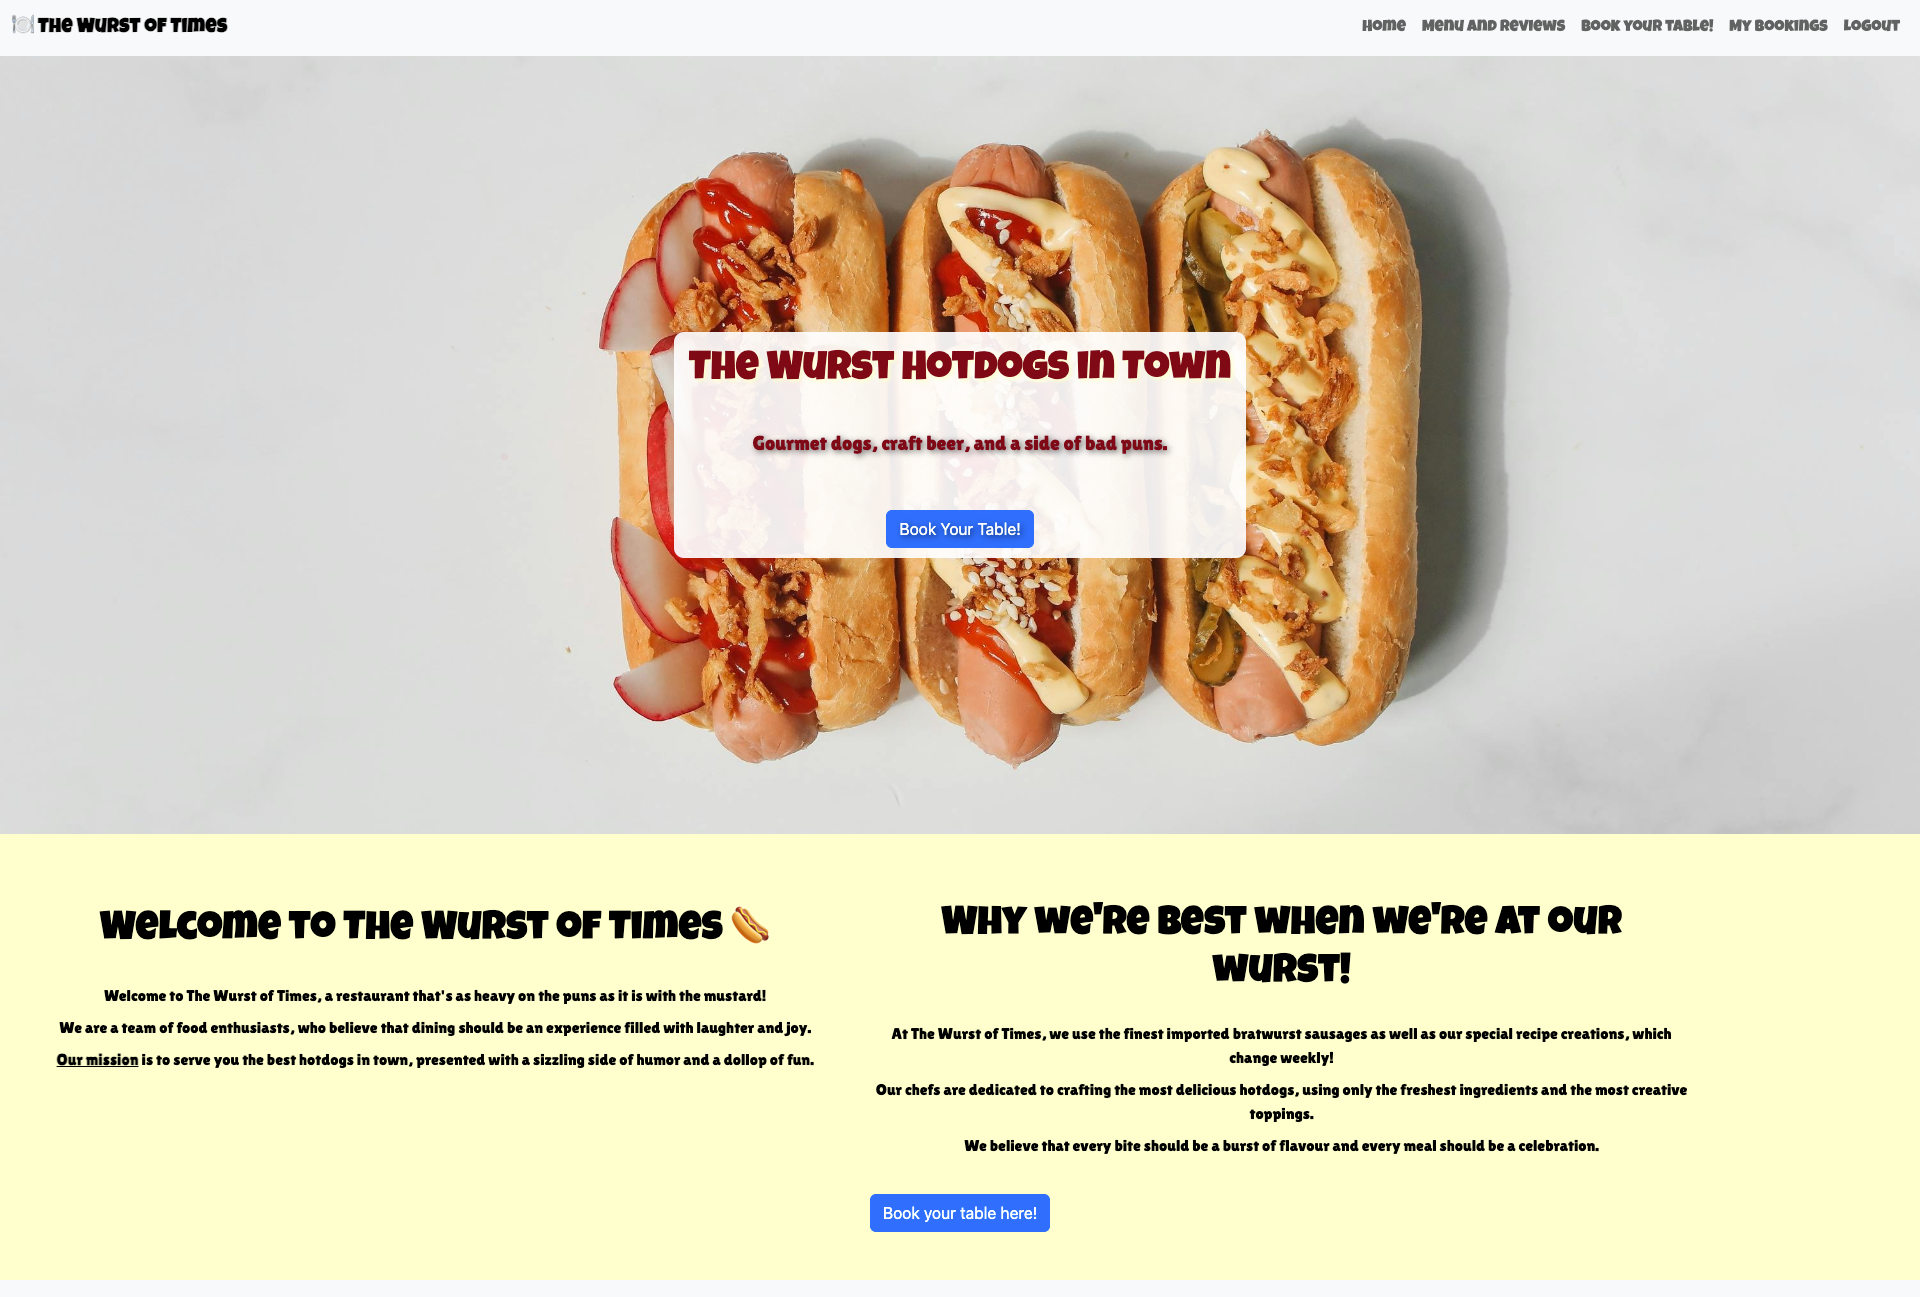 🍽️ The Wurst of Times
Home Menu and Reviews Book Your Table! My Bookings Logout
The Wurst Hotdogs in Town
Gourmet dogs, craft beer, and a side of bad puns.
Book Your Table!
Welcome to The Wurst of Times 🌭
Welcome to The Wurst of Times, a restaurant that's as heavy on the puns as it is with the mustard!
We are a team of food enthusiasts, who believe that dining should be an experience filled with laughter and joy.
Our mission is to serve you the best hotdogs in town, presented with a sizzling side of humor and a dollop of fun.
Why we're best when we're at our
wurst!
At The Wurst of Times, we use the finest imported bratwurst sausages as well as our special recipe creations, which
change weekly!
Our chefs are dedicated to crafting the most delicious hotdogs, using only the freshest ingredients and the most creative
toppings.
We believe that every bite should be a burst of flavour and every meal should be a celebration.
Book your table here!